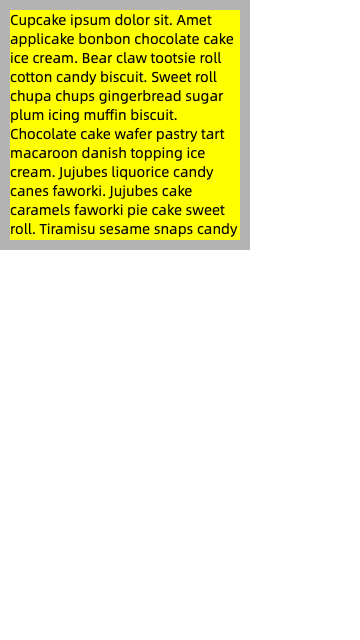 Cupcake ipsum dolor sit. Amet
applicake bonbon chocolate cake
ice cream. Bear claw tootsie roll
cotton candy biscuit. Sweet roll
chupa chups gingerbread sugar
plum icing muffin biscuit.
Chocolate cake wafer pastry tart
macaroon danish topping ice
cream. Jujubes liquorice candy
canes faworki. Jujubes cake
caramels faworki pie cake sweet
roll. Tiramisu sesame snaps candy